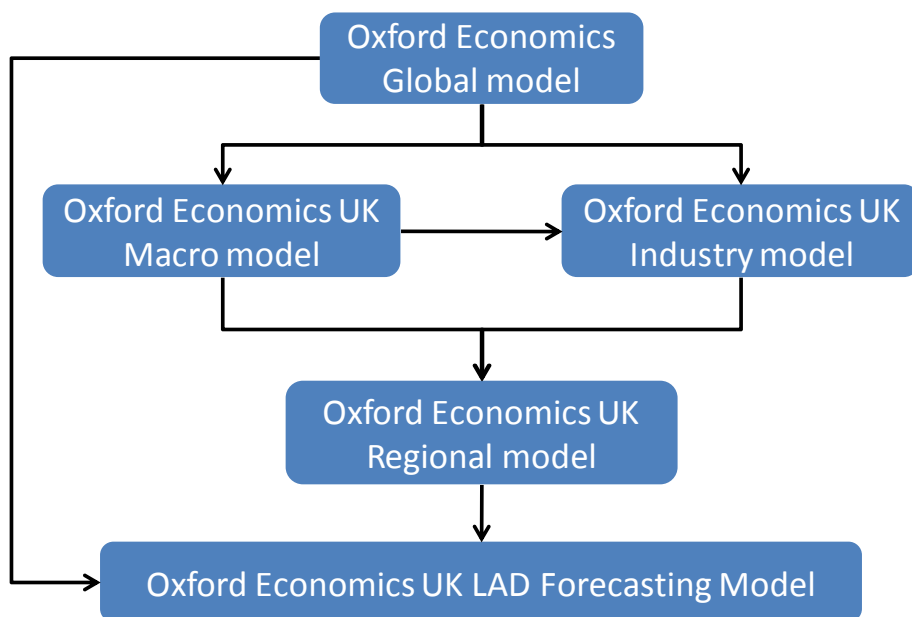 Oxford Economics
Global model
Oxford Economics UK
Macro model
Oxford Economics UK
Industry model
Oxford Economics UK
Regional model
Oxford Economics UK LAD Forecasting Model